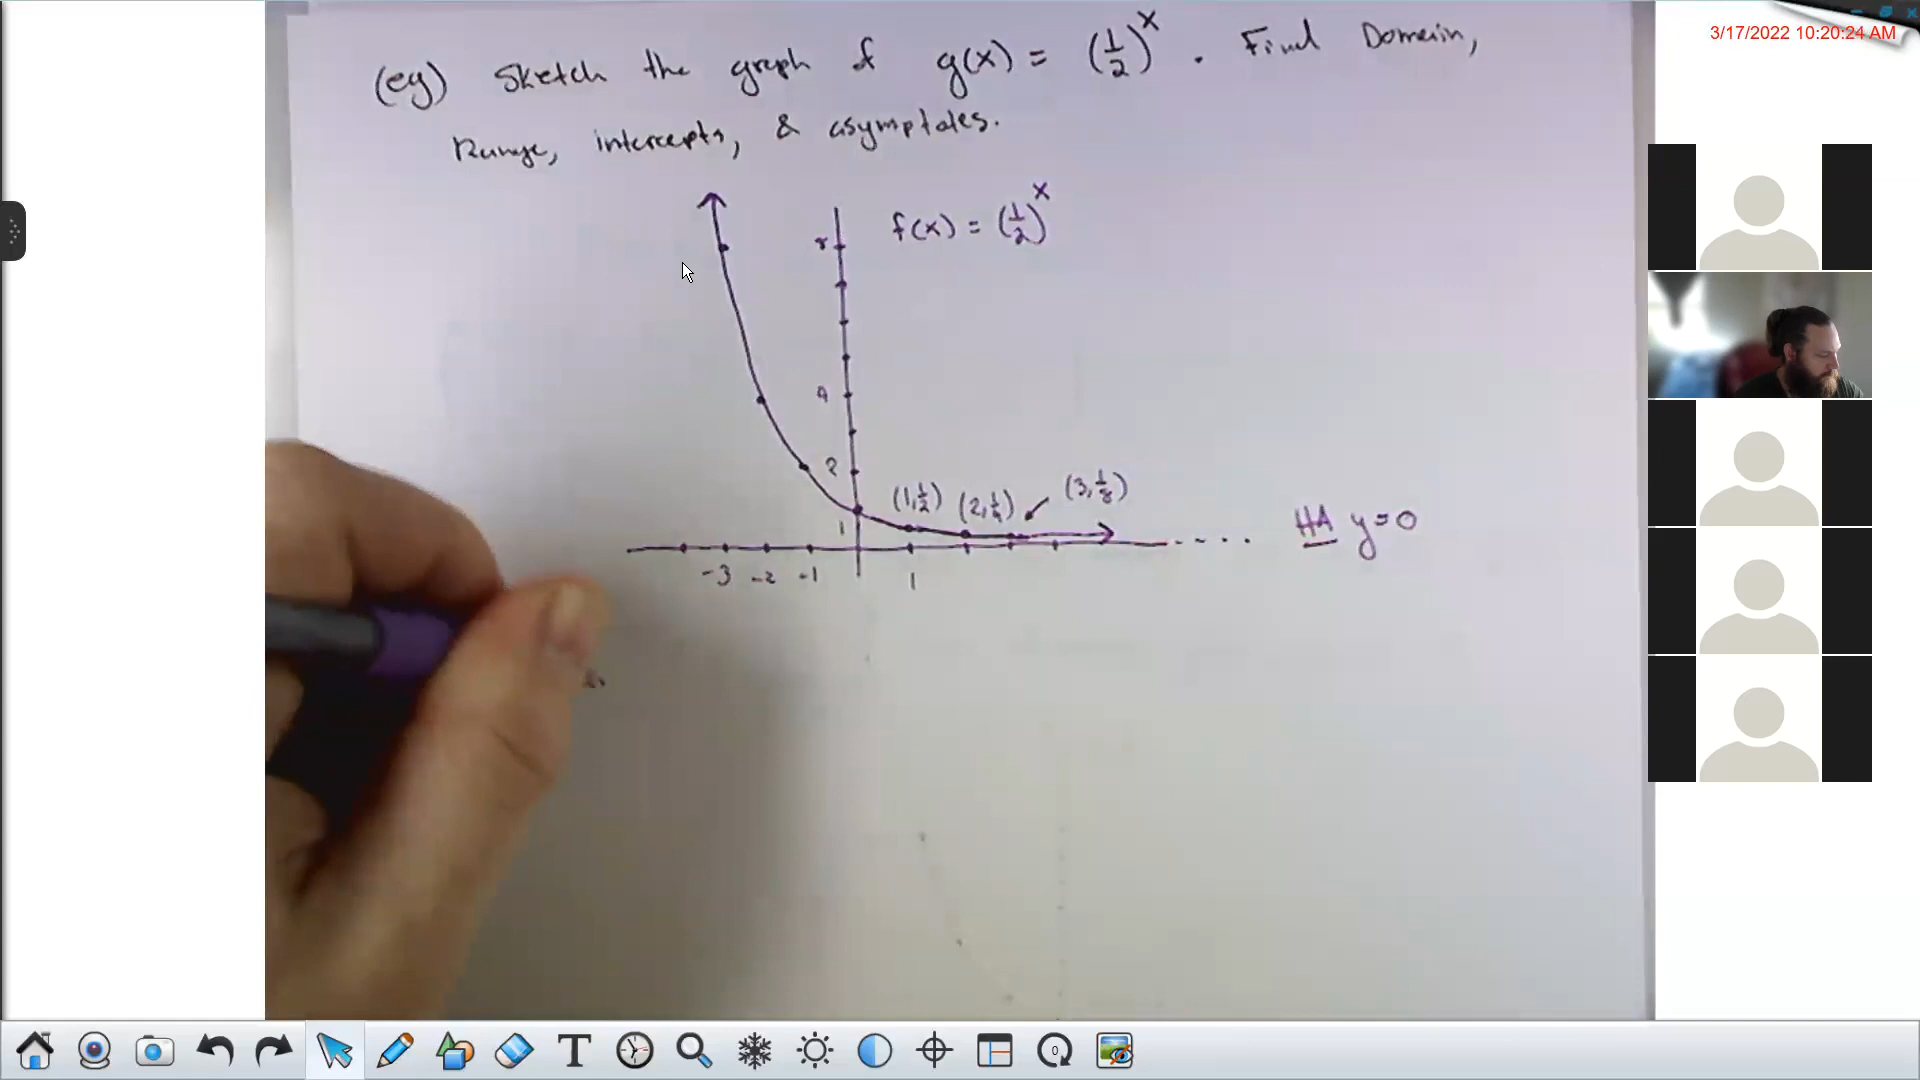 3/17/2022 10:20:24 AM
(eg) Sketch the graph of g(x) = (1/2)^x . Find Domain,
Range, intercepts, & asymptotes.
f(x) = (1/2)^x
8
4
2
1
(1,1/2) (2,1/4) (3,1/8)
HA y=0
-3 -2 -1 1
T
0